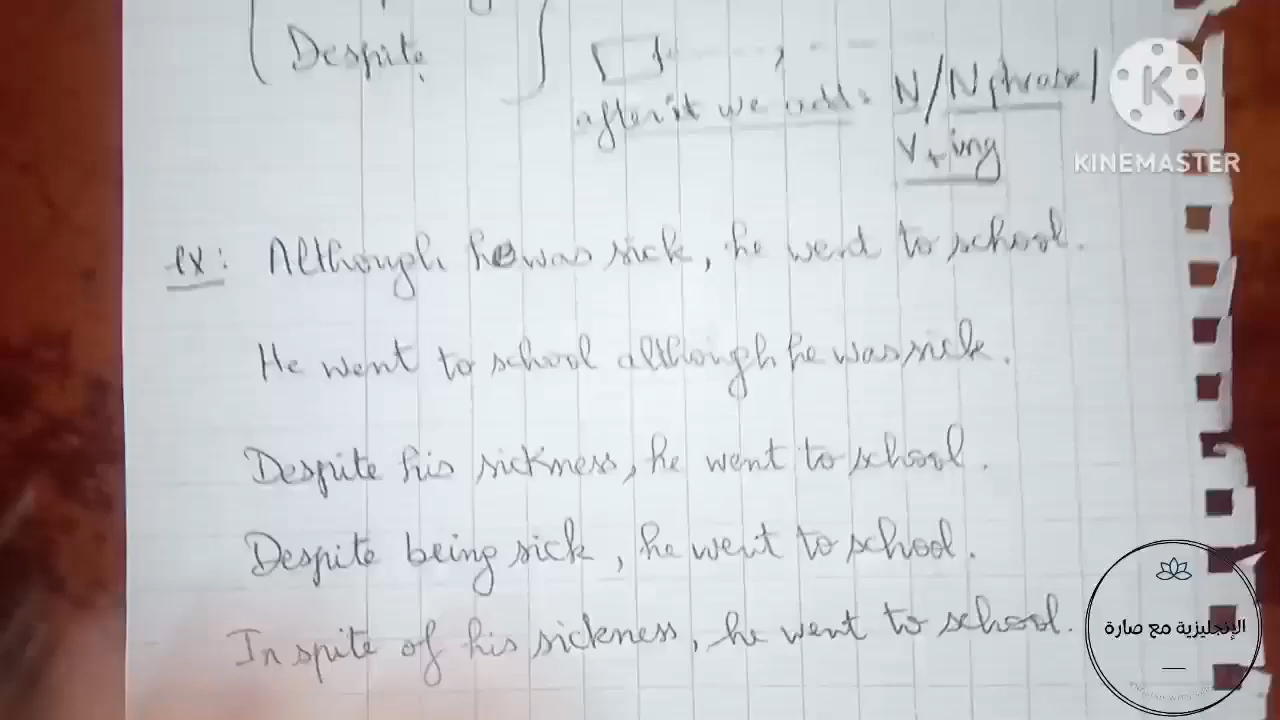 Despite
after it we add: N/N phrase/
V+ing
KINEMASTER
ex: Although he was sick, he went to school.
He went to school although he was sick.
Despite his sickness, he went to school.
Despite being sick, he went to school.
In spite of his sickness, he went to school.
الإنجليزية مع صارة